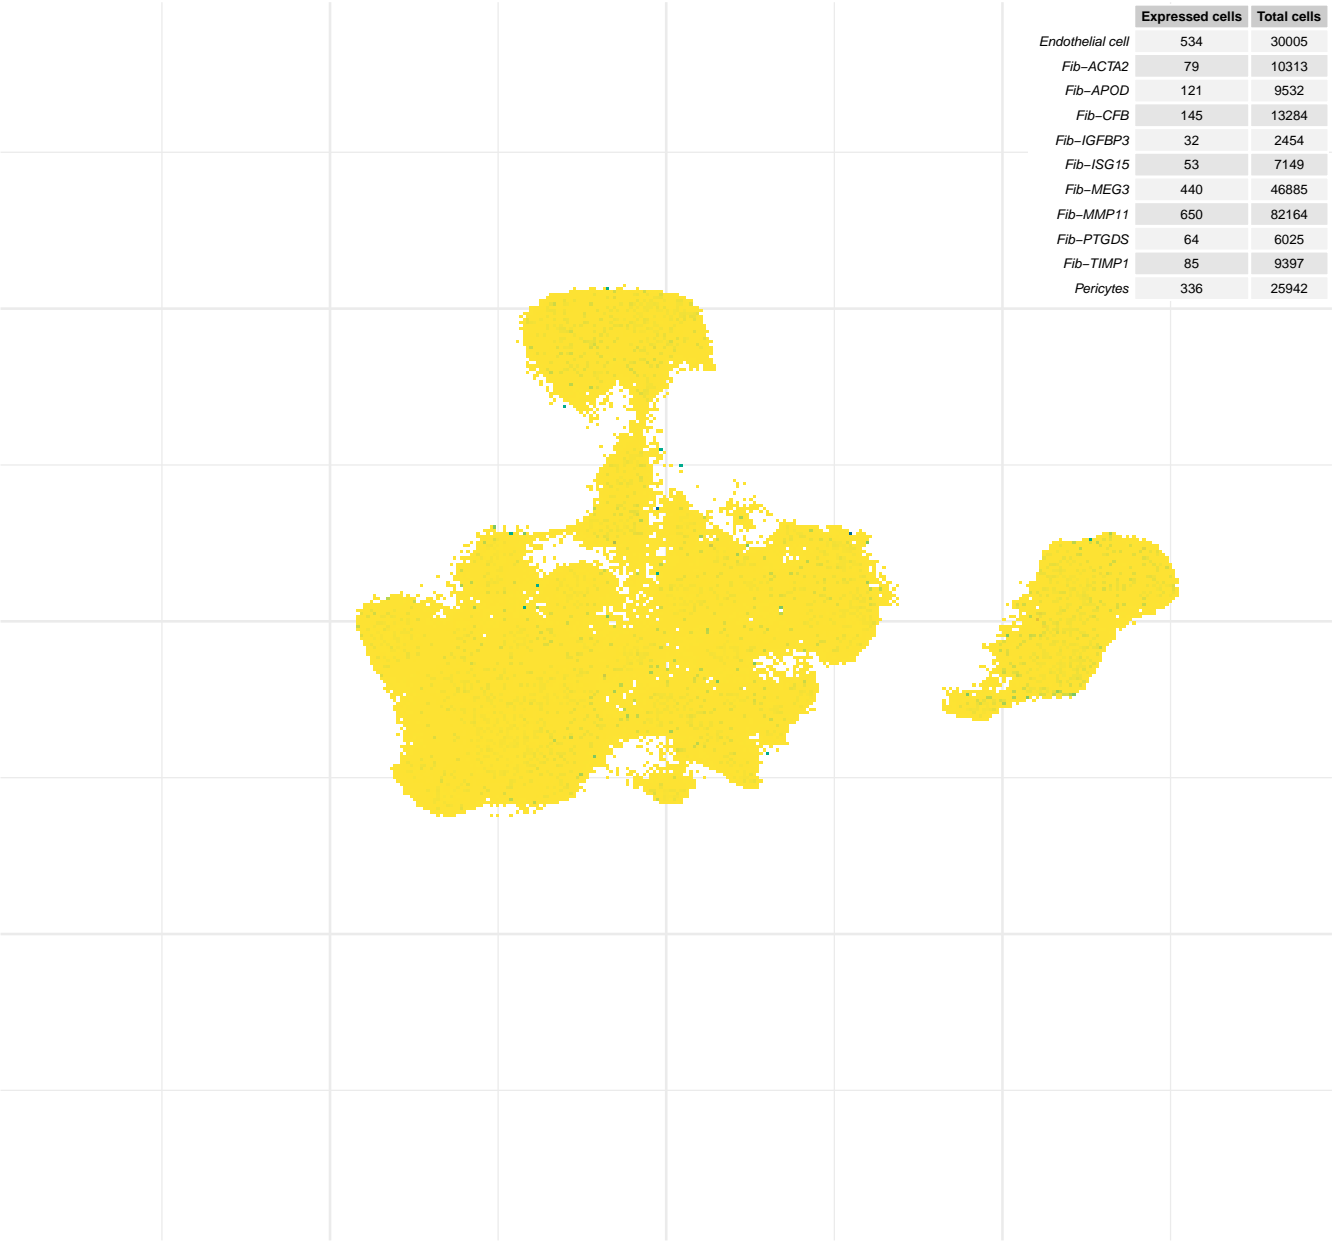 Expressed cells Total cells
Endothelial cell 534 30005
Fib−ACTA2 79 10313
Fib−APOD 121 9532
Fib−CFB 145 13284
Fib−IGFBP3 32 2454
Fib−ISG15 53 7149
Fib−MEG3 440 46885
Fib−MMP11 650 82164
Fib−PTGDS 64 6025
Fib−TIMP1 85 9397
Pericytes 336 25942